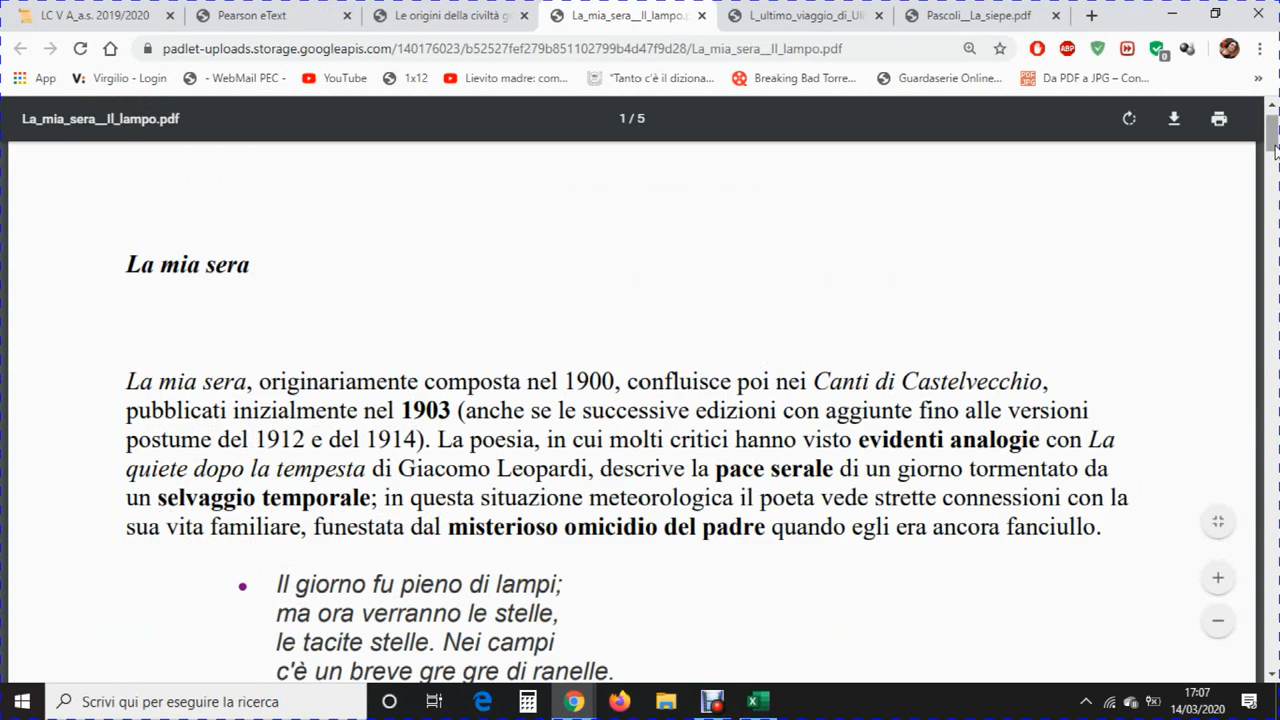 LC V A_a.s. 2019/2020
Pearson eText
Le origini della civiltà g
La_mia_sera__Il_lampo.p
L_ultimo_viaggio_di_Uli
Pascoli__La_siepe.pdf
padlet-uploads.storage.googleapis.com/140176023/b52527fef279b851102799b4d47f9d28/La_mia_sera__Il_lampo.pdf
ABP
0
App
Virgilio - Login
- WebMail PEC -
YouTube
1x12
Lievito madre: com...
"Tanto c'è il diziona...
Breaking Bad Torre...
Guardaserie Online...
Da PDF a JPG – Con...
»
La_mia_sera__Il_lampo.pdf
1 / 5
La mia sera
La mia sera, originariamente composta nel 1900, confluisce poi nei Canti di Castelvecchio,
pubblicati inizialmente nel 1903 (anche se le successive edizioni con aggiunte fino alle versioni
postume del 1912 e del 1914). La poesia, in cui molti critici hanno visto evidenti analogie con La
quiete dopo la tempesta di Giacomo Leopardi, descrive la pace serale di un giorno tormentato da
un selvaggio temporale; in questa situazione meteorologica il poeta vede strette connessioni con la
sua vita familiare, funestata dal misterioso omicidio del padre quando egli era ancora fanciullo.
• Il giorno fu pieno di lampi;
ma ora verranno le stelle,
le tacite stelle. Nei campi
c'è un breve gre gre di ranelle.
Scrivi qui per eseguire la ricerca
17:07
14/03/2020